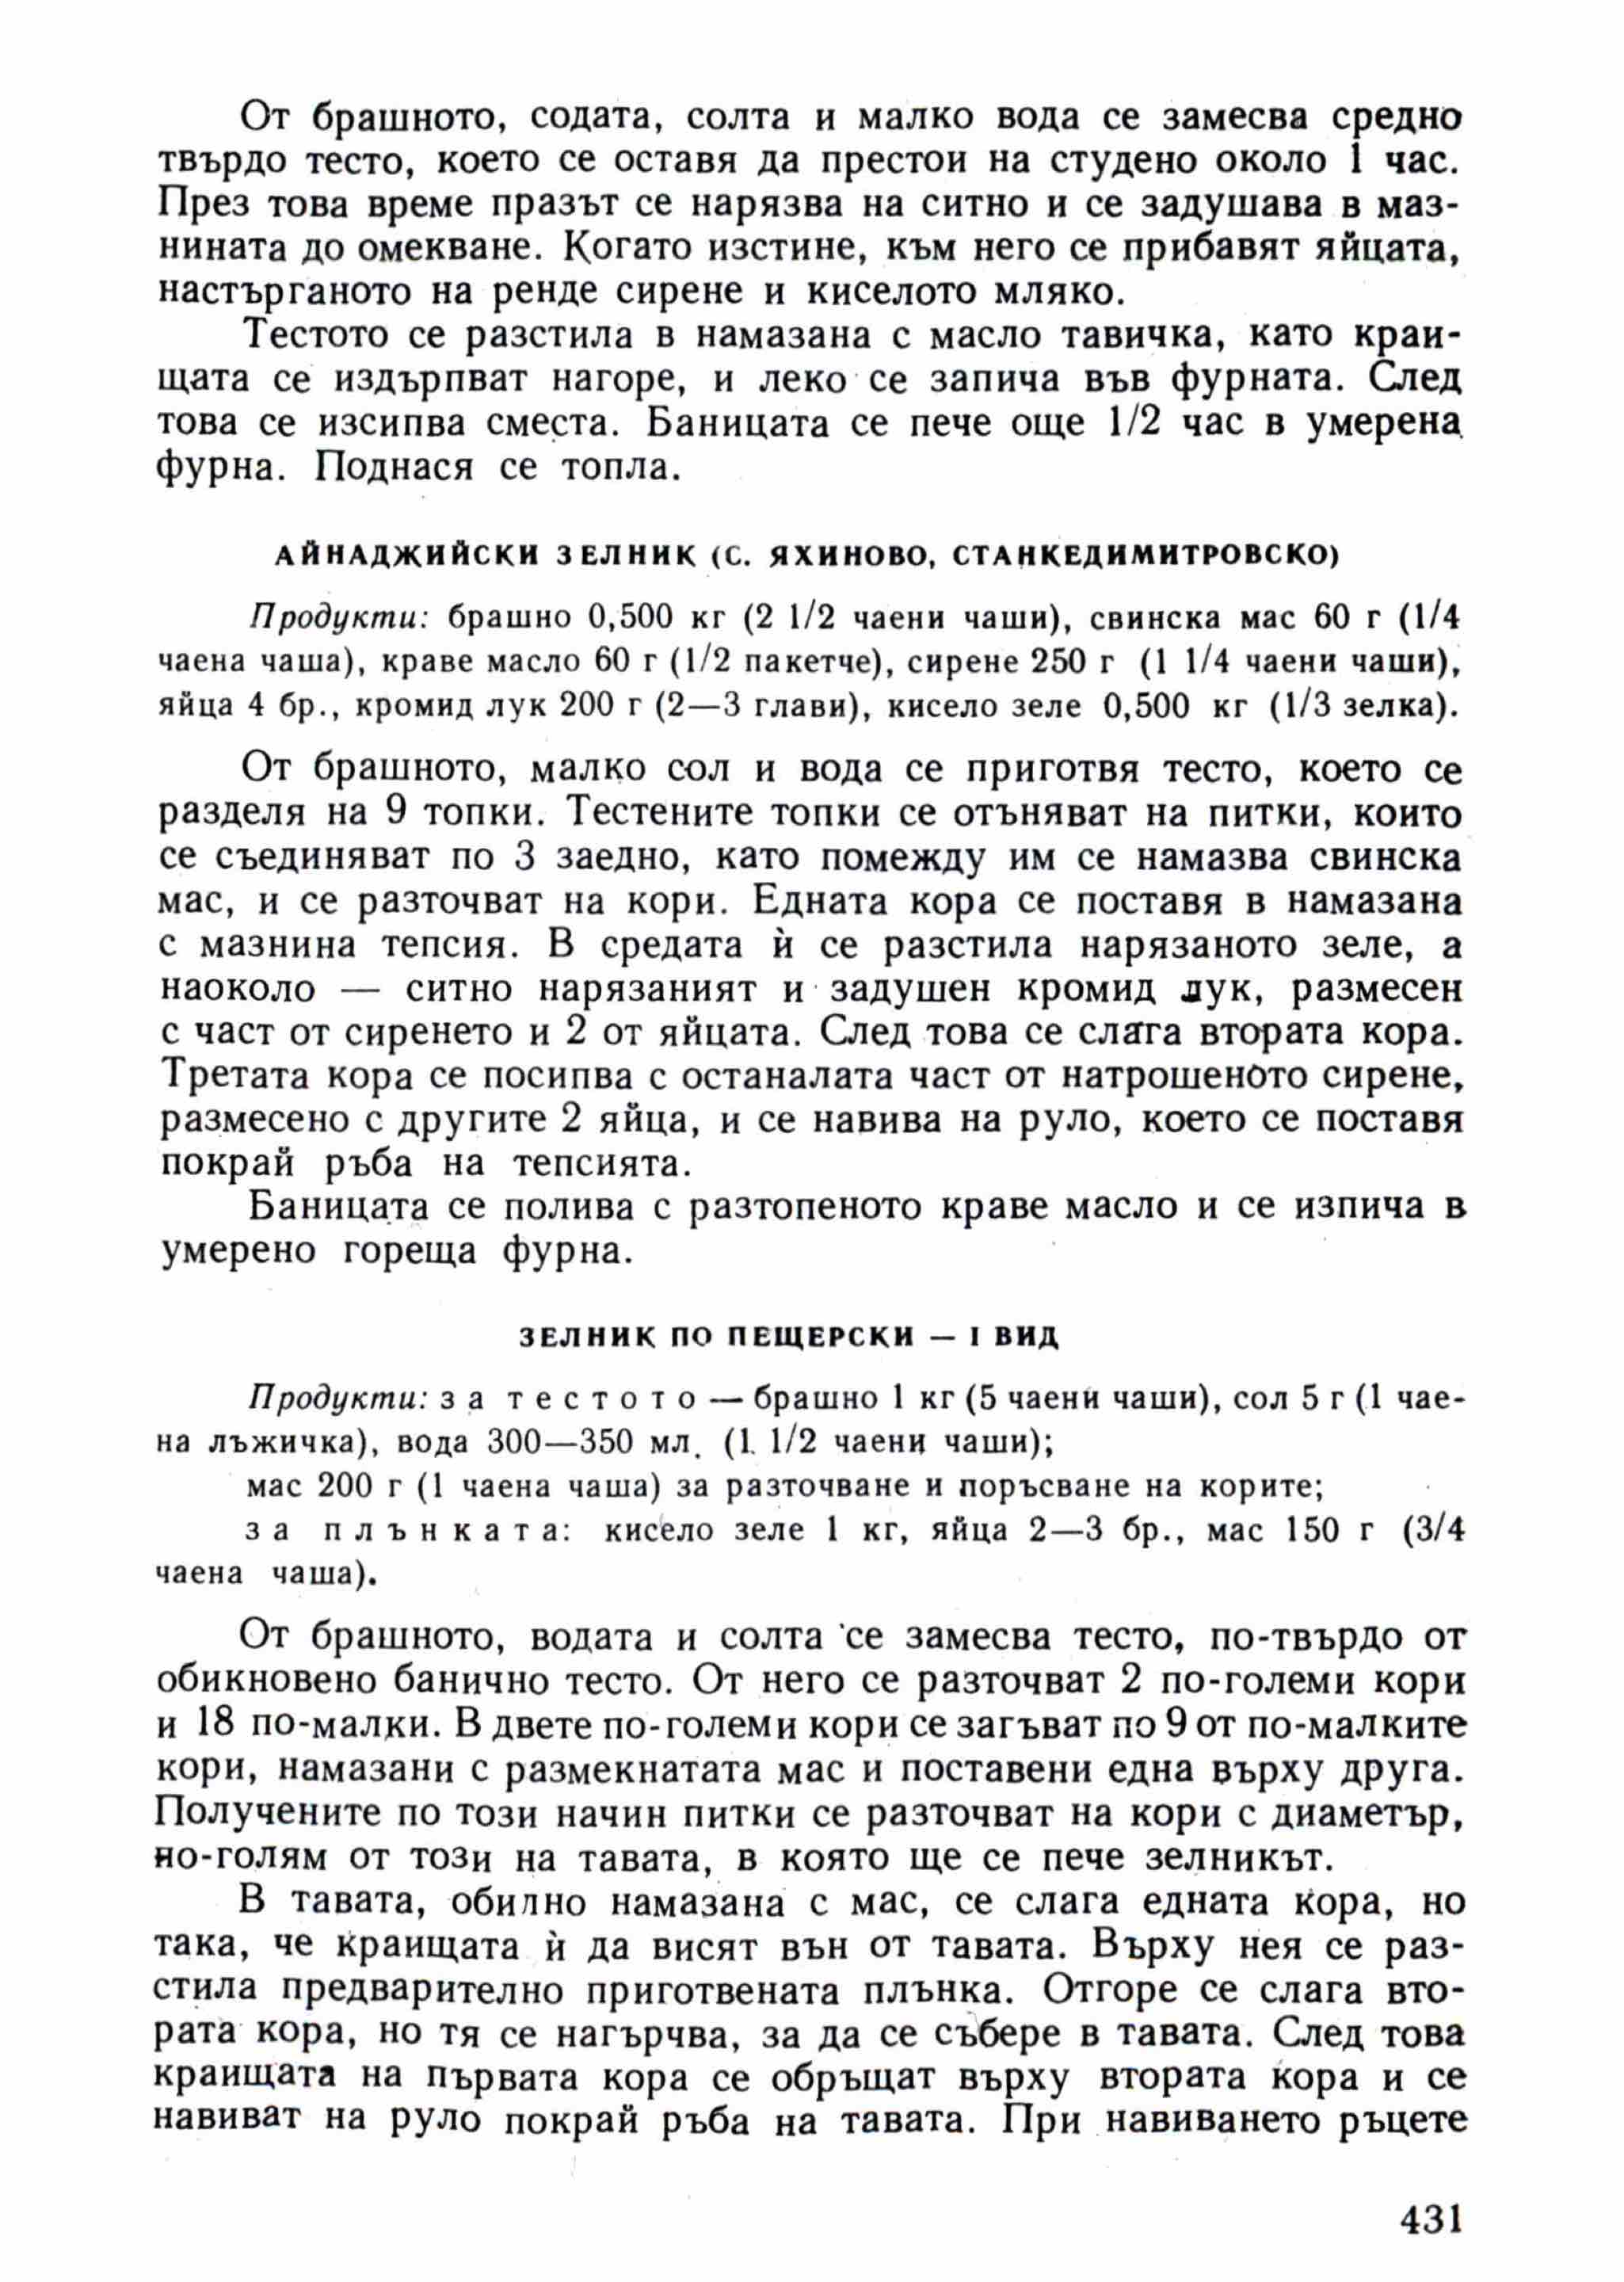 От брашното, содата, солта и малко вода се замесва средно
твърдо тесто, което се оставя да престои на студено около 1 час.
През това време празът се нарязва на ситно и се задушава в маз-
нината до омекване. Когато изстине, към него се прибавят яйцата,
настърганото на ренде сирене и киселото мляко.
Тестото се разстила в намазана с масло тавичка, като краи-
щата се издърпват нагоре, и леко се запича във фурната. След
това се изсипва сместа. Баницата се пече още 1/2 час в умерена
фурна. Поднася се топла.
АЙНАДЖИЙСКИ ЗЕЛНИК (С. ЯХИНОВО, СТАНКЕДИМИТРОВСКО)
Продукти: брашно 0,500 кг (2 1/2 чаени чаши), свинска мас 60 г (1/4
чаена чаша), краве масло 60 г (1/2 пакетче), сирене 250 г (1 1/4 чаени чаши),
яйца 4 бр., кромид лук 200 г (2—3 глави), кисело зеле 0,500 кг (1/3 зелка).
От брашното, малко сол и вода се приготвя тесто, което се
разделя на 9 топки. Тестените топки се отъняват на питки, които
се съединяват по 3 заедно, като помежду им се намазва свинска
мас, и се разточват на кори. Едната кора се поставя в намазана
с мазнина тепсия. В средата ѝ се разстила нарязаното зеле, а
наоколо — ситно нарязаният и задушен кромид лук, размесен
с част от сиренето и 2 от яйцата. След това се слага втората кора.
Третата кора се посипва с останалата част от натрошеното сирене,
размесено с другите 2 яйца, и се навива на руло, което се поставя
покрай ръба на тепсията.
Баницата се полива с разтопеното краве масло и се изпича в
умерено гореща фурна.
ЗЕЛНИК ПО ПЕЩЕРСКИ — I ВИД
Продукти: за тестото — брашно 1 кг (5 чаени чаши), сол 5 г (1 чае-
на лъжичка), вода 300—350 мл. (1 1/2 чаени чаши);
мас 200 г (1 чаена чаша) за разточване и поръсване на корите;
за плънката: кисело зеле 1 кг, яйца 2—3 бр., мас 150 г (3/4
чаена чаша).
От брашното, водата и солта се замесва тесто, по-твърдо от
обикновено банично тесто. От него се разточват 2 по-големи кори
и 18 по-малки. В двете по-големи кори се загъват по 9 от по-малките
кори, намазани с размекнатата мас и поставени една върху друга.
Получените по този начин питки се разточват на кори с диаметър,
по-голям от този на тавата, в която ще се пече зелникът.
В тавата, обилно намазана с мас, се слага едната кора, но
така, че краищата ѝ да висят вън от тавата. Върху нея се раз-
стила предварително приготвената плънка. Отгоре се слага вто-
рата кора, но тя се нагърчва, за да се събере в тавата. След това
краищата на първата кора се обръщат върху втората кора и се
навиват на руло покрай ръба на тавата. При навиването ръцете
431